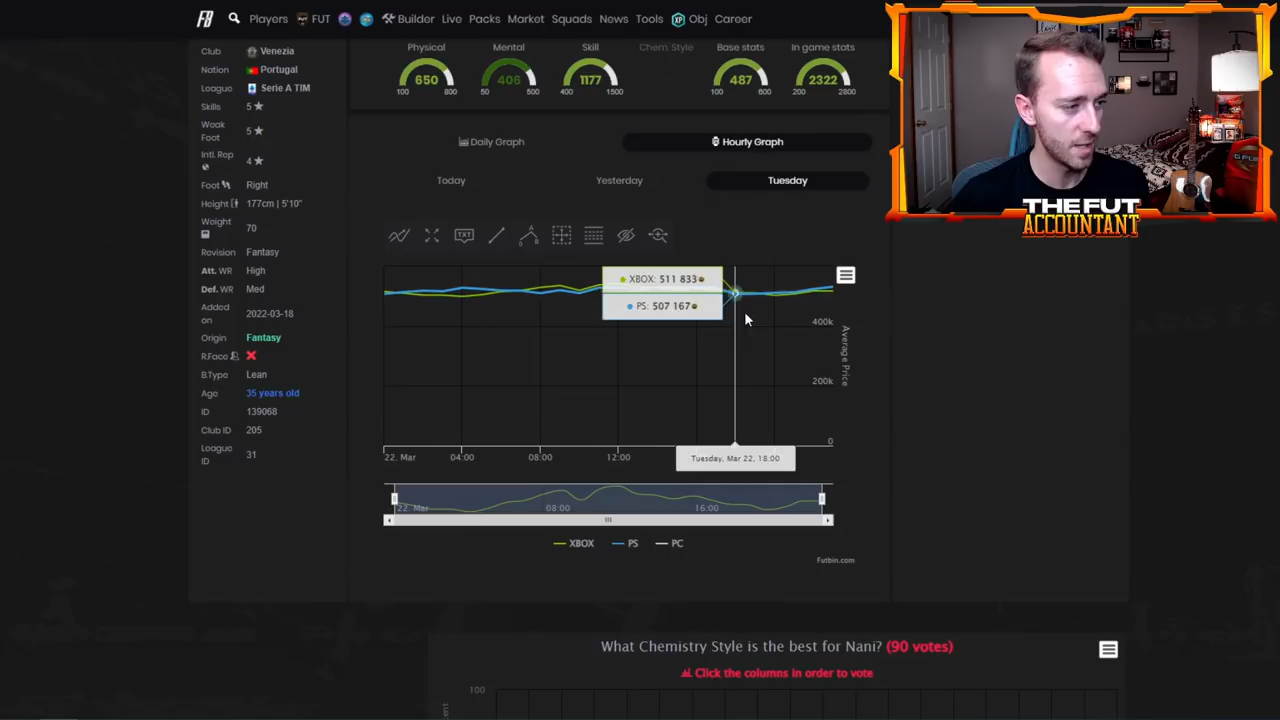 FB Players FUT Builder Live Packs Market Squads News Tools XP Obj Career
Club Venezia
Nation Portugal
League Serie A TIM
Skills 5
Weak Foot 5
Intl. Rep 4
Foot Right
Height 177cm | 5'10"
Weight 70
Revision Fantasy
Att. WR High
Def. WR Med
Added on 2022-03-18
Origin Fantasy
R.Face
B.Type Lean
Age 35 years old
ID 139068
Club ID 205
League ID 31
Physical Mental Skill Chem. Style Base stats In game stats
650 406 1177 487 2322
100 800 50 500 400 1500 100 600 100 2800
Daily Graph Hourly Graph
Today Yesterday Tuesday
TXT
XBOX: 511 833
PS: 507 167
400k
200k
0
Average Price
22. Mar 04:00 08:00 12:00
Tuesday, Mar 22, 18:00
22. Mar 08:00 16:00
XBOX PS PC
Futbin.com
What Chemistry Style is the best for Nani? (90 votes)
Click the columns in order to vote
100
THE FUT
ACCOUNTANT